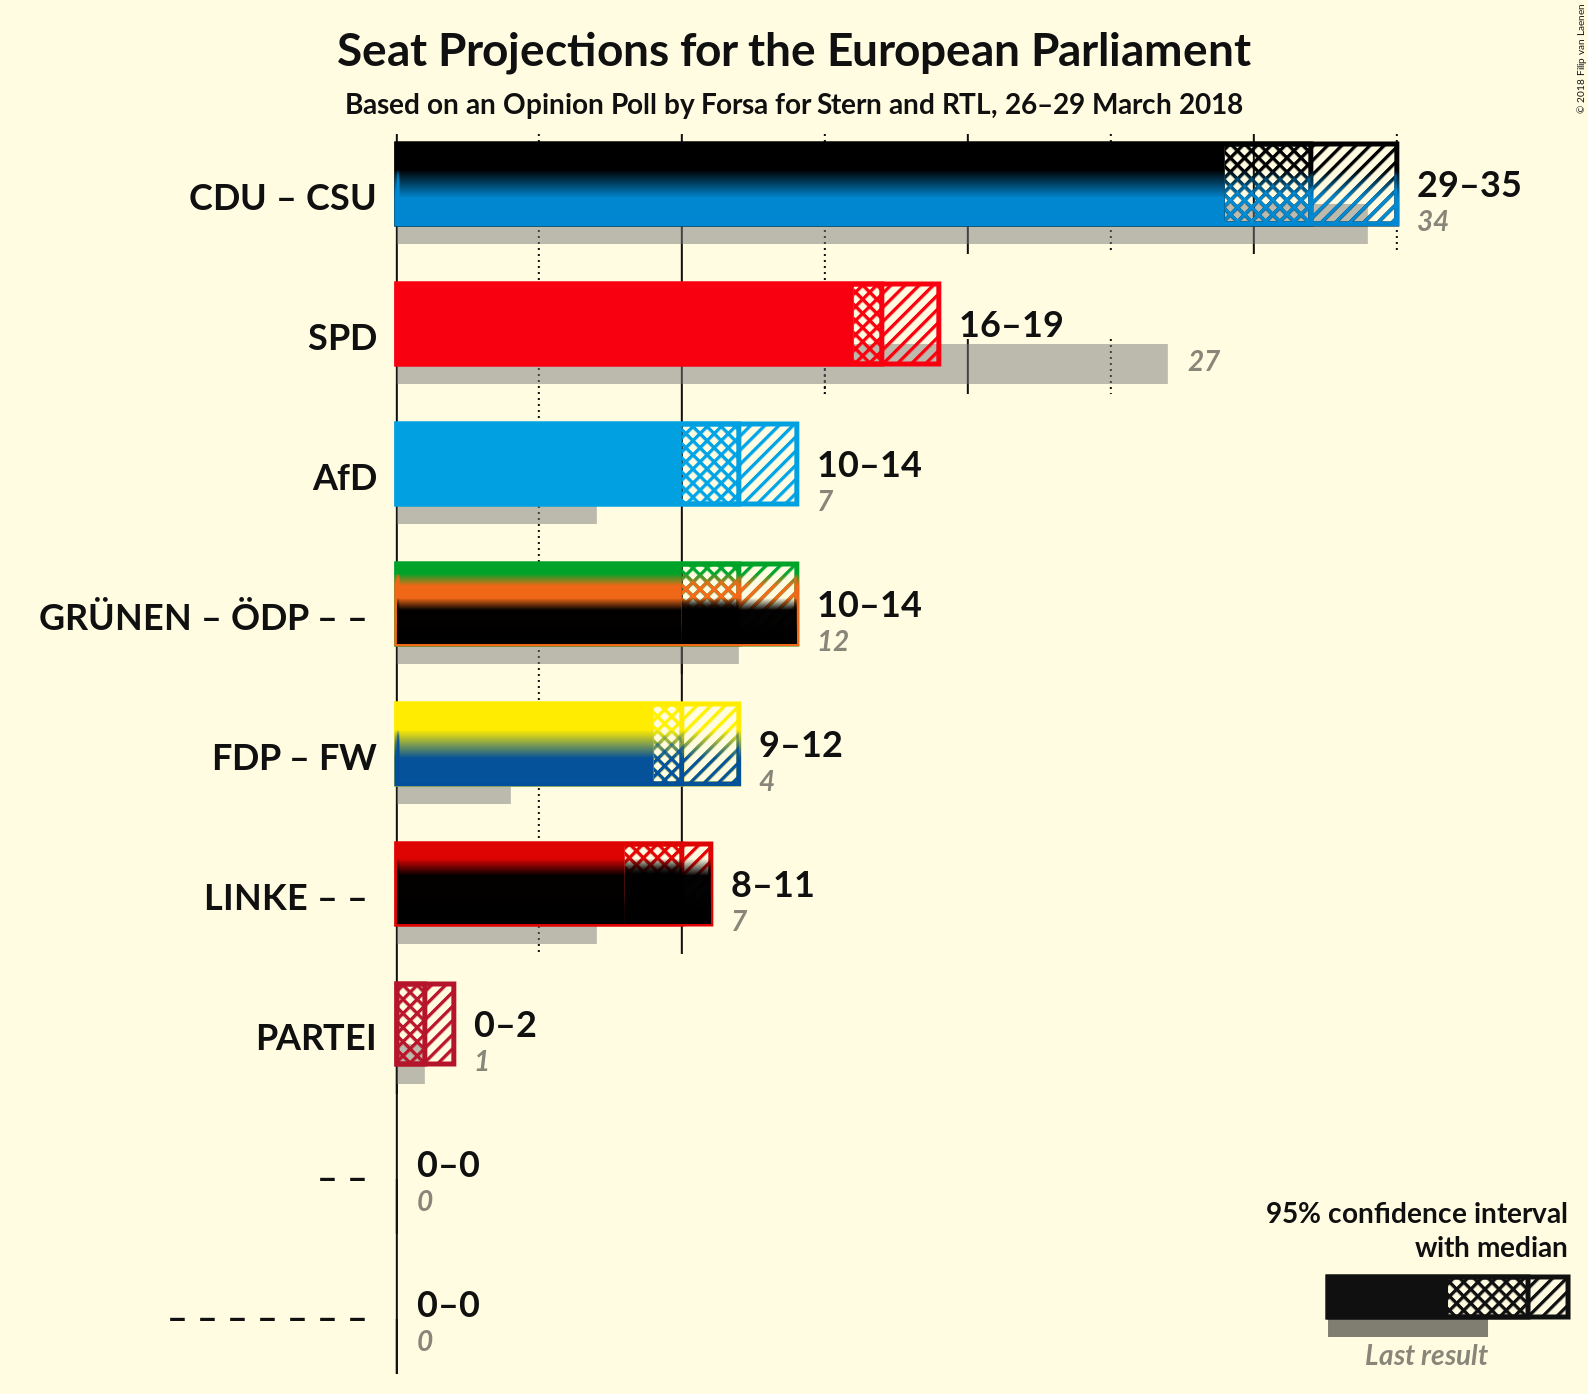 Seat Projections for the European Parliament
Based on an Opinion Poll by Forsa for Stern and RTL, 26–29 March 2018
© 2018 Filip van Laenen
CDU – CSU
29–35
34
SPD
16–19
27
AfD
10–14
7
GRÜNEN – ÖDP – –
10–14
12
FDP – FW
9–12
4
LINKE – –
8–11
7
PARTEI
0–2
1
– –
0–0
0
– – – – – – –
0–0
0
95% confidence interval
with median
Last result